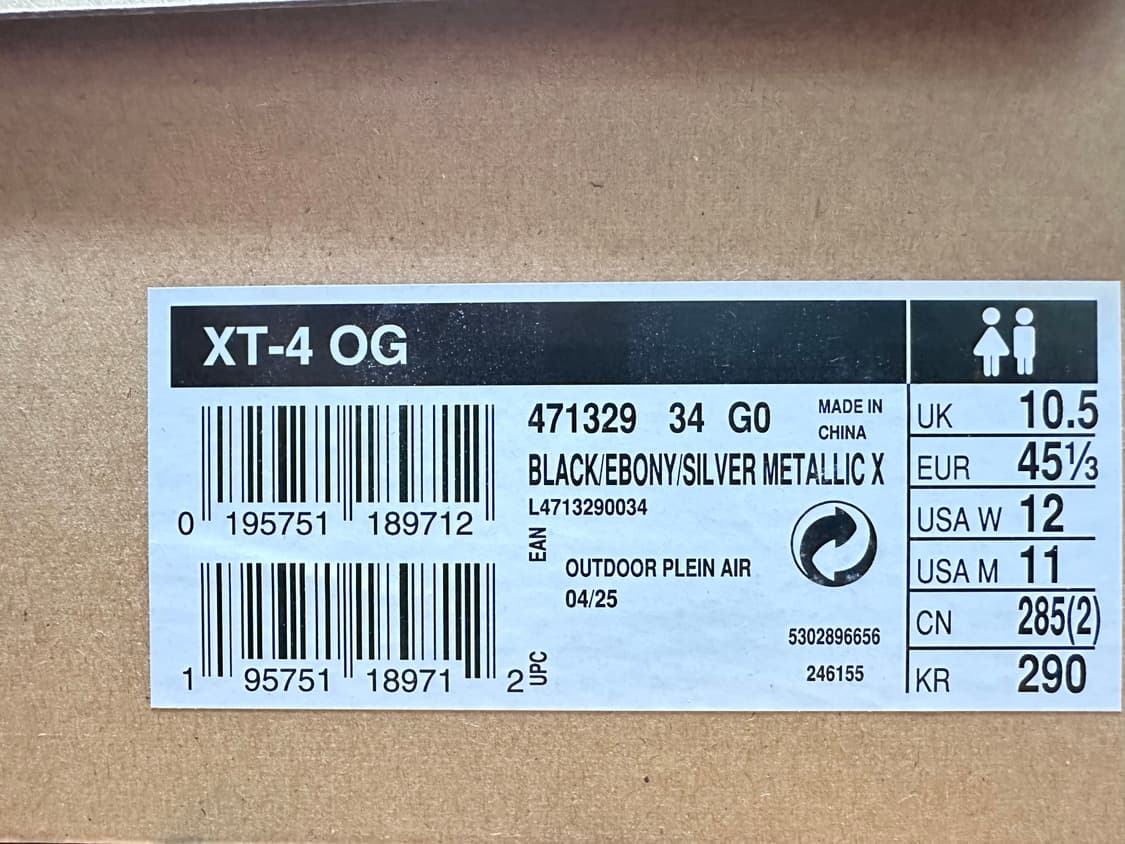 XT-4 OG
0 195751 189712
1 95751 18971 2
471329 34 G0
MADE IN
CHINA
BLACK/EBONY/SILVER METALLIC X
L4713290034
EAN
OUTDOOR PLEIN AIR
04/25
UPC
5302896656
246155
UK 10.5
EUR 45⅓
USA W 12
USA M 11
CN 285(2)
KR 290